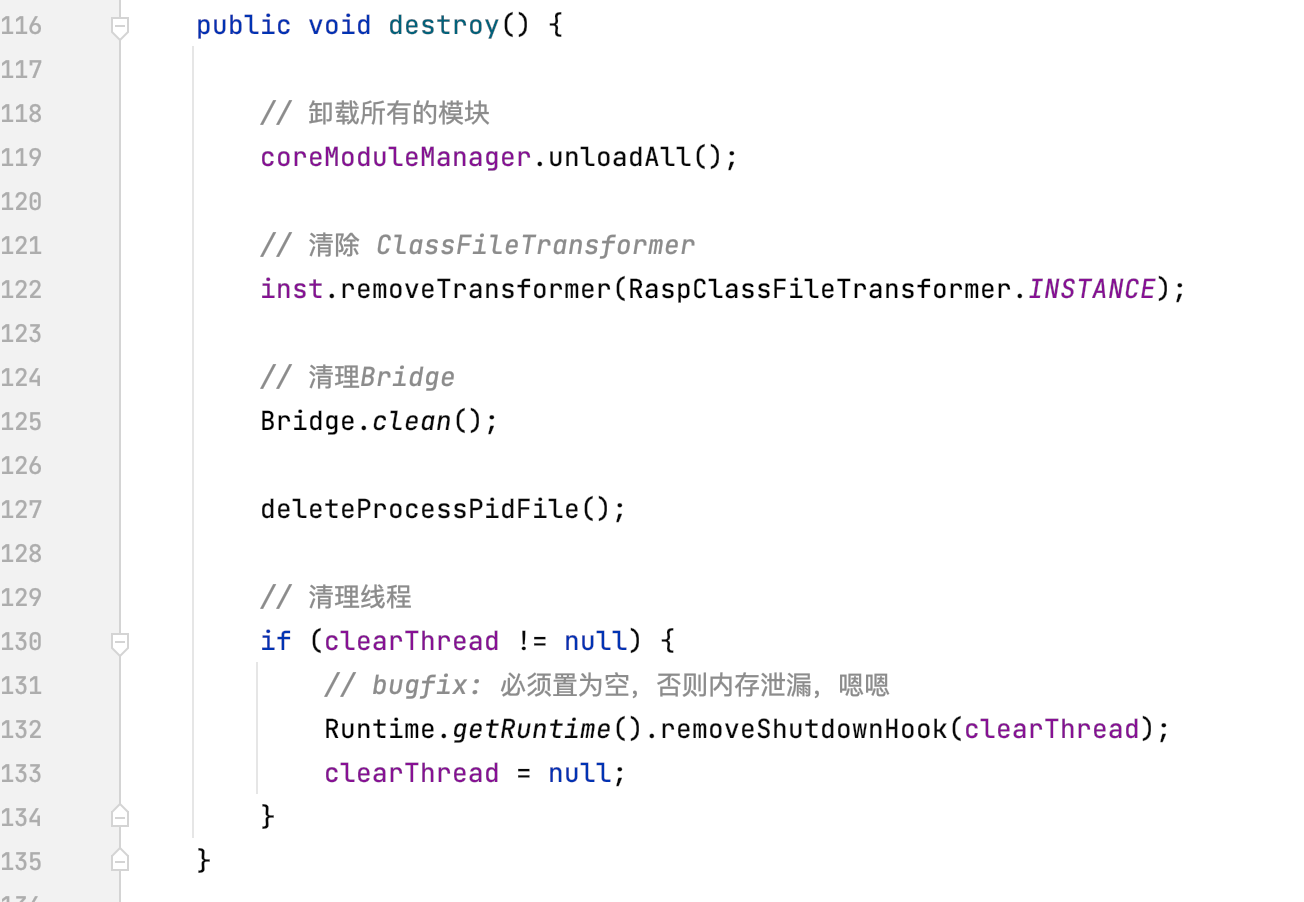 116 public void destroy() {
117
118 // 卸载所有的模块
119 coreModuleManager.unloadAll();
120
121 // 清除 ClassFileTransformer
122 inst.removeTransformer(RaspClassFileTransformer.INSTANCE);
123
124 // 清理Bridge
125 Bridge.clean();
126
127 deleteProcessPidFile();
128
129 // 清理线程
130 if (clearThread != null) {
131 // bugfix: 必须置为空，否则内存泄漏，嗯嗯
132 Runtime.getRuntime().removeShutdownHook(clearThread);
133 clearThread = null;
134 }
135 }